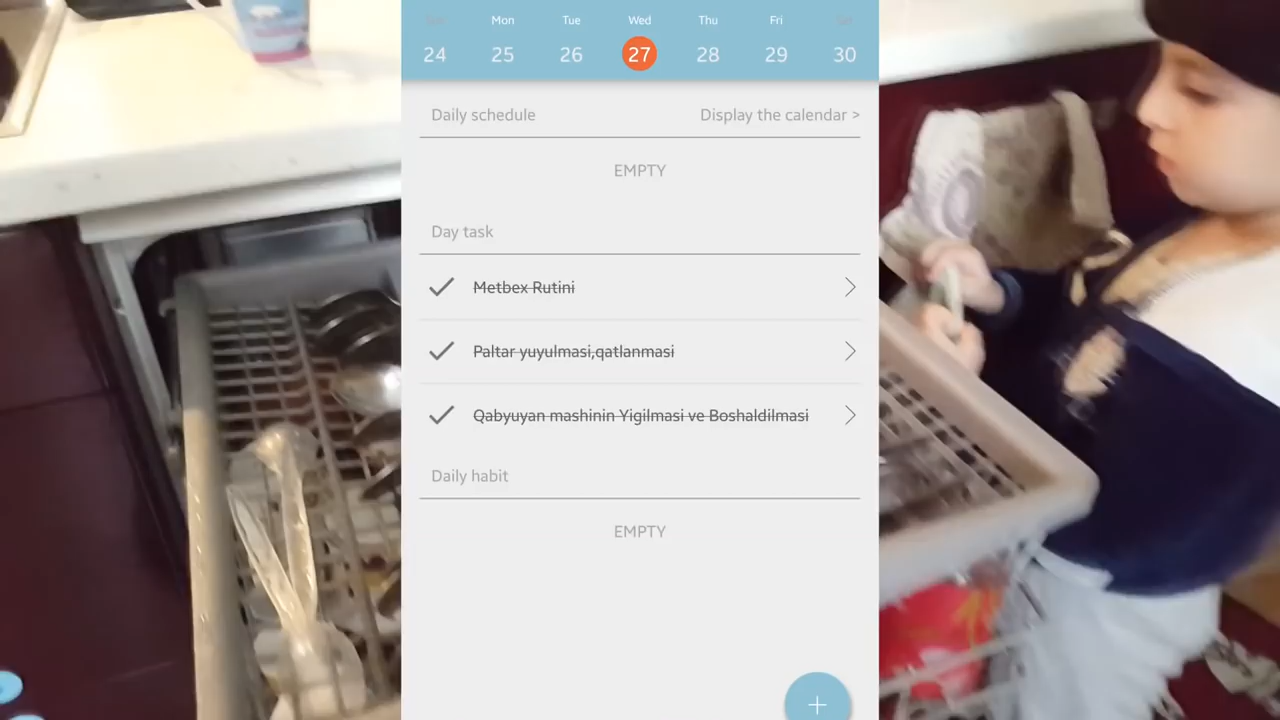 Mon Tue Wed Thu Fri
24 25 26 27 28 29 30
Daily schedule Display the calendar >
EMPTY
Day task
Metbex Rutini
Paltar yuyulmasi,qatlanmasi
Qabyuyan mashinin Yigilmasi ve Boshaldilmasi
Daily habit
EMPTY